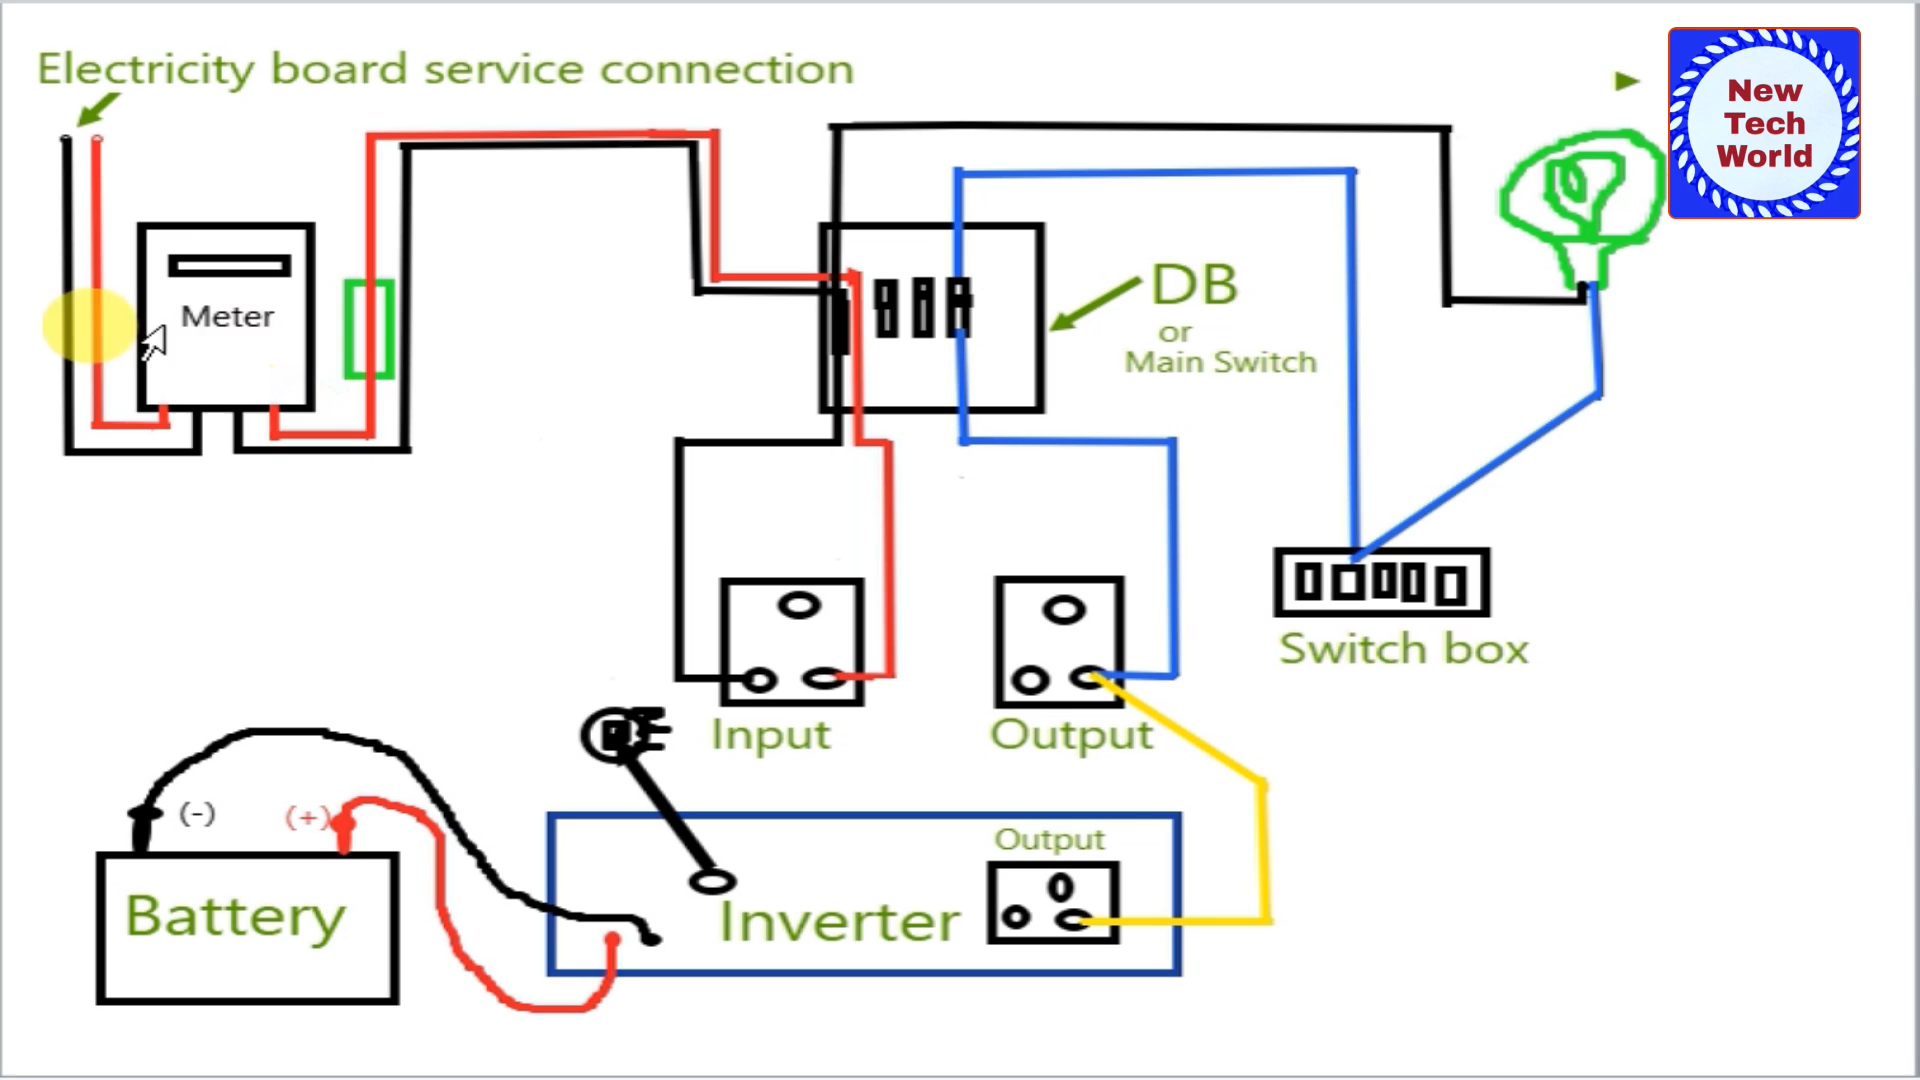 Electricity board service connection
New
Tech
World
Meter
DB
or
Main Switch
Switch box
Input
Output
(-)
(+)
Output
Battery
Inverter